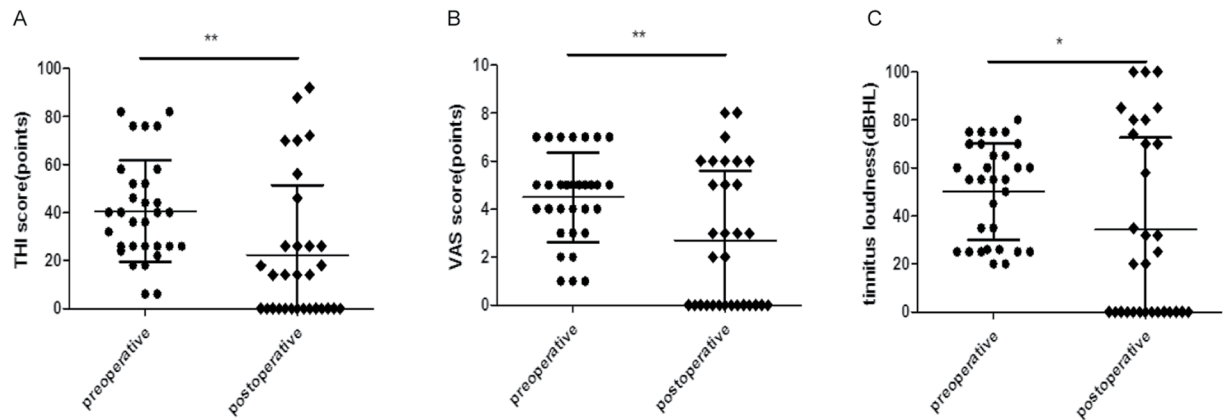 A
**
THI score(points)
100
80
60
40
20
0
preoperative
postoperative
B
**
VAS score(points)
10
8
6
4
2
0
preoperative
postoperative
C
*
tinnitus loudness(dBHL)
100
80
60
40
20
0
preoperative
postoperative